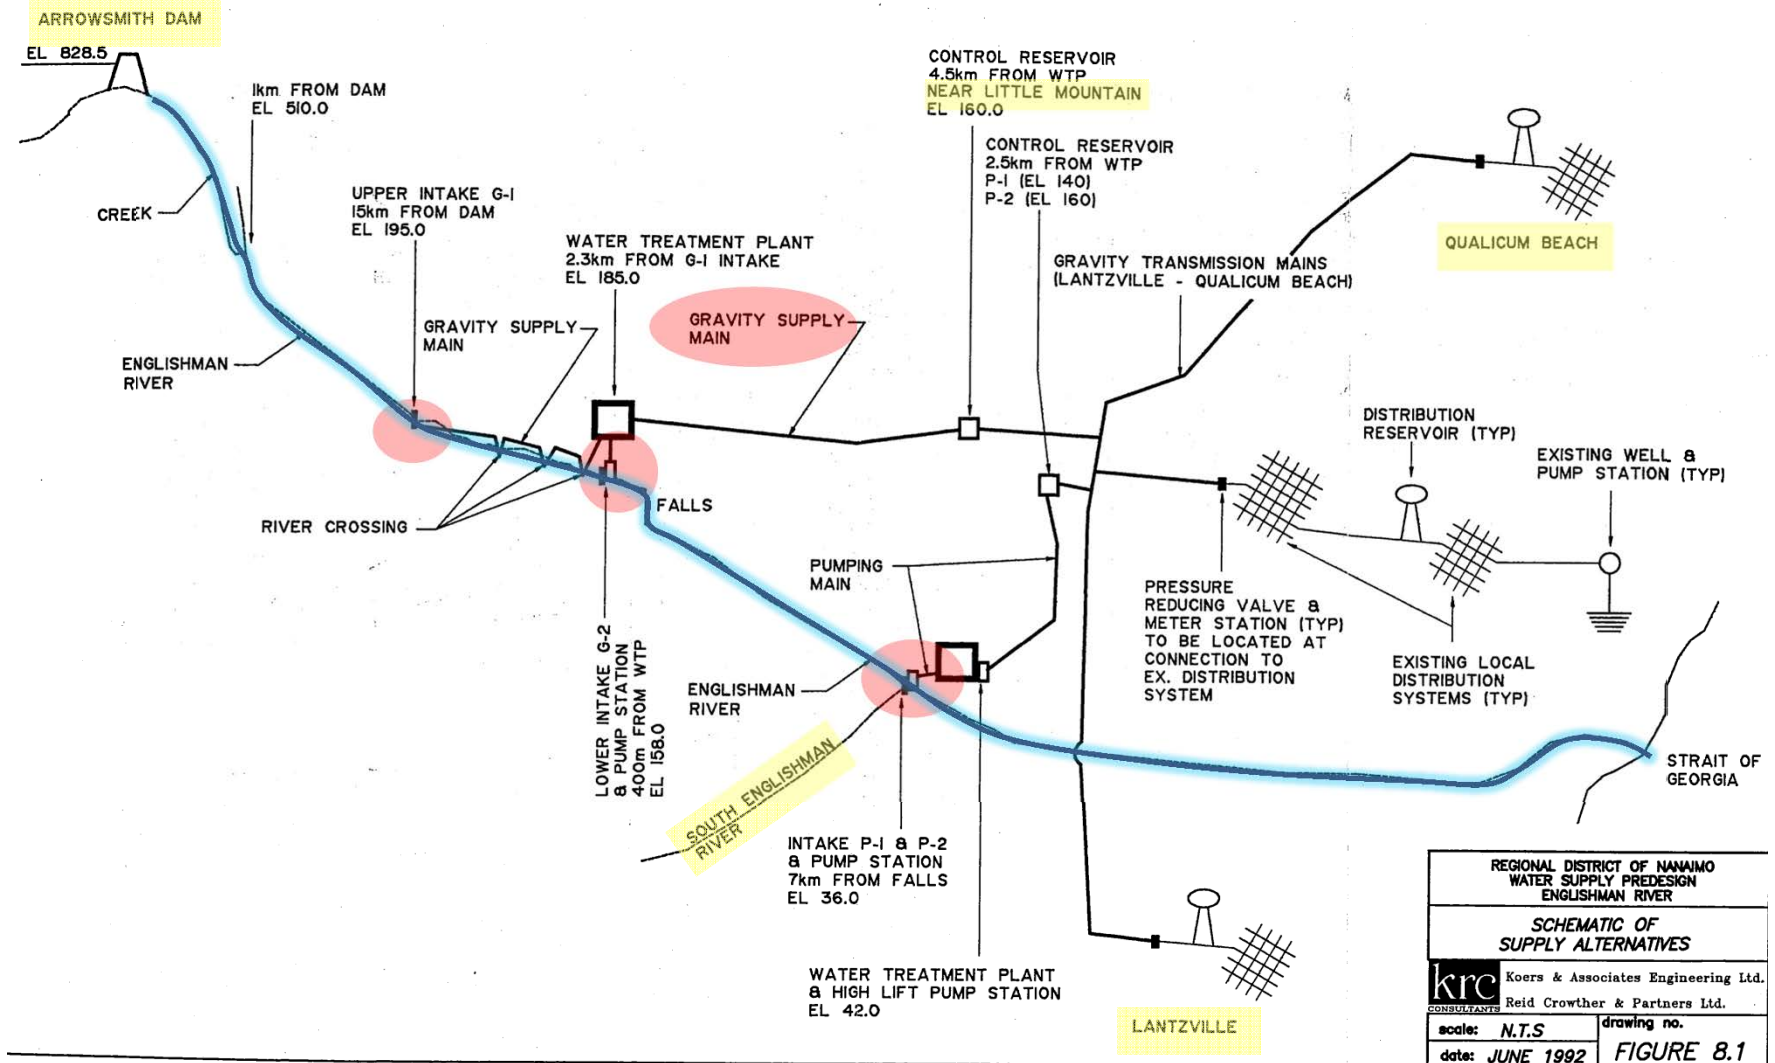 ARROWSMITH DAM
EL 828.5
1km FROM DAM
EL 510.0
CREEK
UPPER INTAKE G-1
15km FROM DAM
EL 195.0
WATER TREATMENT PLANT
2.3km FROM G-1 INTAKE
EL 185.0
CONTROL RESERVOIR
4.5km FROM WTP
NEAR LITTLE MOUNTAIN
EL 160.0
CONTROL RESERVOIR
2.5km FROM WTP
P-1 (EL 140)
P-2 (EL 160)
GRAVITY TRANSMISSION MAINS
(LANTZVILLE - QUALICUM BEACH)
QUALICUM BEACH
GRAVITY SUPPLY
MAIN
GRAVITY SUPPLY
MAIN
ENGLISHMAN
RIVER
RIVER CROSSING
FALLS
DISTRIBUTION
RESERVOIR (TYP)
EXISTING WELL &
PUMP STATION (TYP)
PUMPING
MAIN
PRESSURE
REDUCING VALVE &
METER STATION (TYP)
TO BE LOCATED AT
CONNECTION TO
EX. DISTRIBUTION
SYSTEM
EXISTING LOCAL
DISTRIBUTION
SYSTEMS (TYP)
LOWER INTAKE G-2
& PUMP STATION
400m FROM WTP
EL 158.0
ENGLISHMAN
RIVER
SOUTH ENGLISHMAN
RIVER
STRAIT OF
GEORGIA
INTAKE P-1 & P-2
& PUMP STATION
7km FROM FALLS
EL 36.0
WATER TREATMENT PLANT
& HIGH LIFT PUMP STATION
EL 42.0
LANTZVILLE
REGIONAL DISTRICT OF NANAIMO
WATER SUPPLY PREDESIGN
ENGLISHMAN RIVER
SCHEMATIC OF
SUPPLY ALTERNATIVES
krc
CONSULTANTS
Koers & Associates Engineering Ltd.
Reid Crowther & Partners Ltd.
scale: N.T.S
date: JUNE 1992
drawing no.
FIGURE 8.1